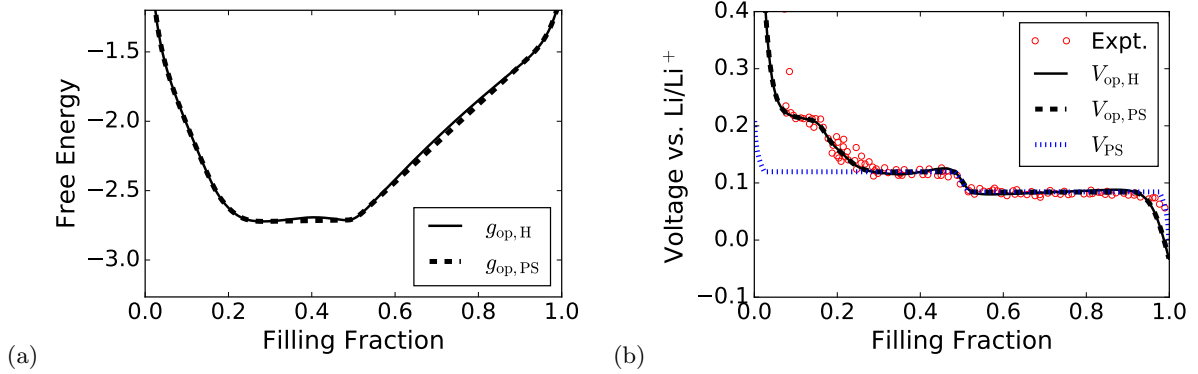 Free Energy
−1.5
−2.0
−2.5
−3.0
0.0 0.2 0.4 0.6 0.8 1.0
Filling Fraction
g_op,H
g_op,PS
(a)
Voltage vs. Li/Li⁺
0.4
0.3
0.2
0.1
0.0
−0.1
0.0 0.2 0.4 0.6 0.8 1.0
Filling Fraction
Expt.
V_op,H
V_op,PS
V_PS
(b)